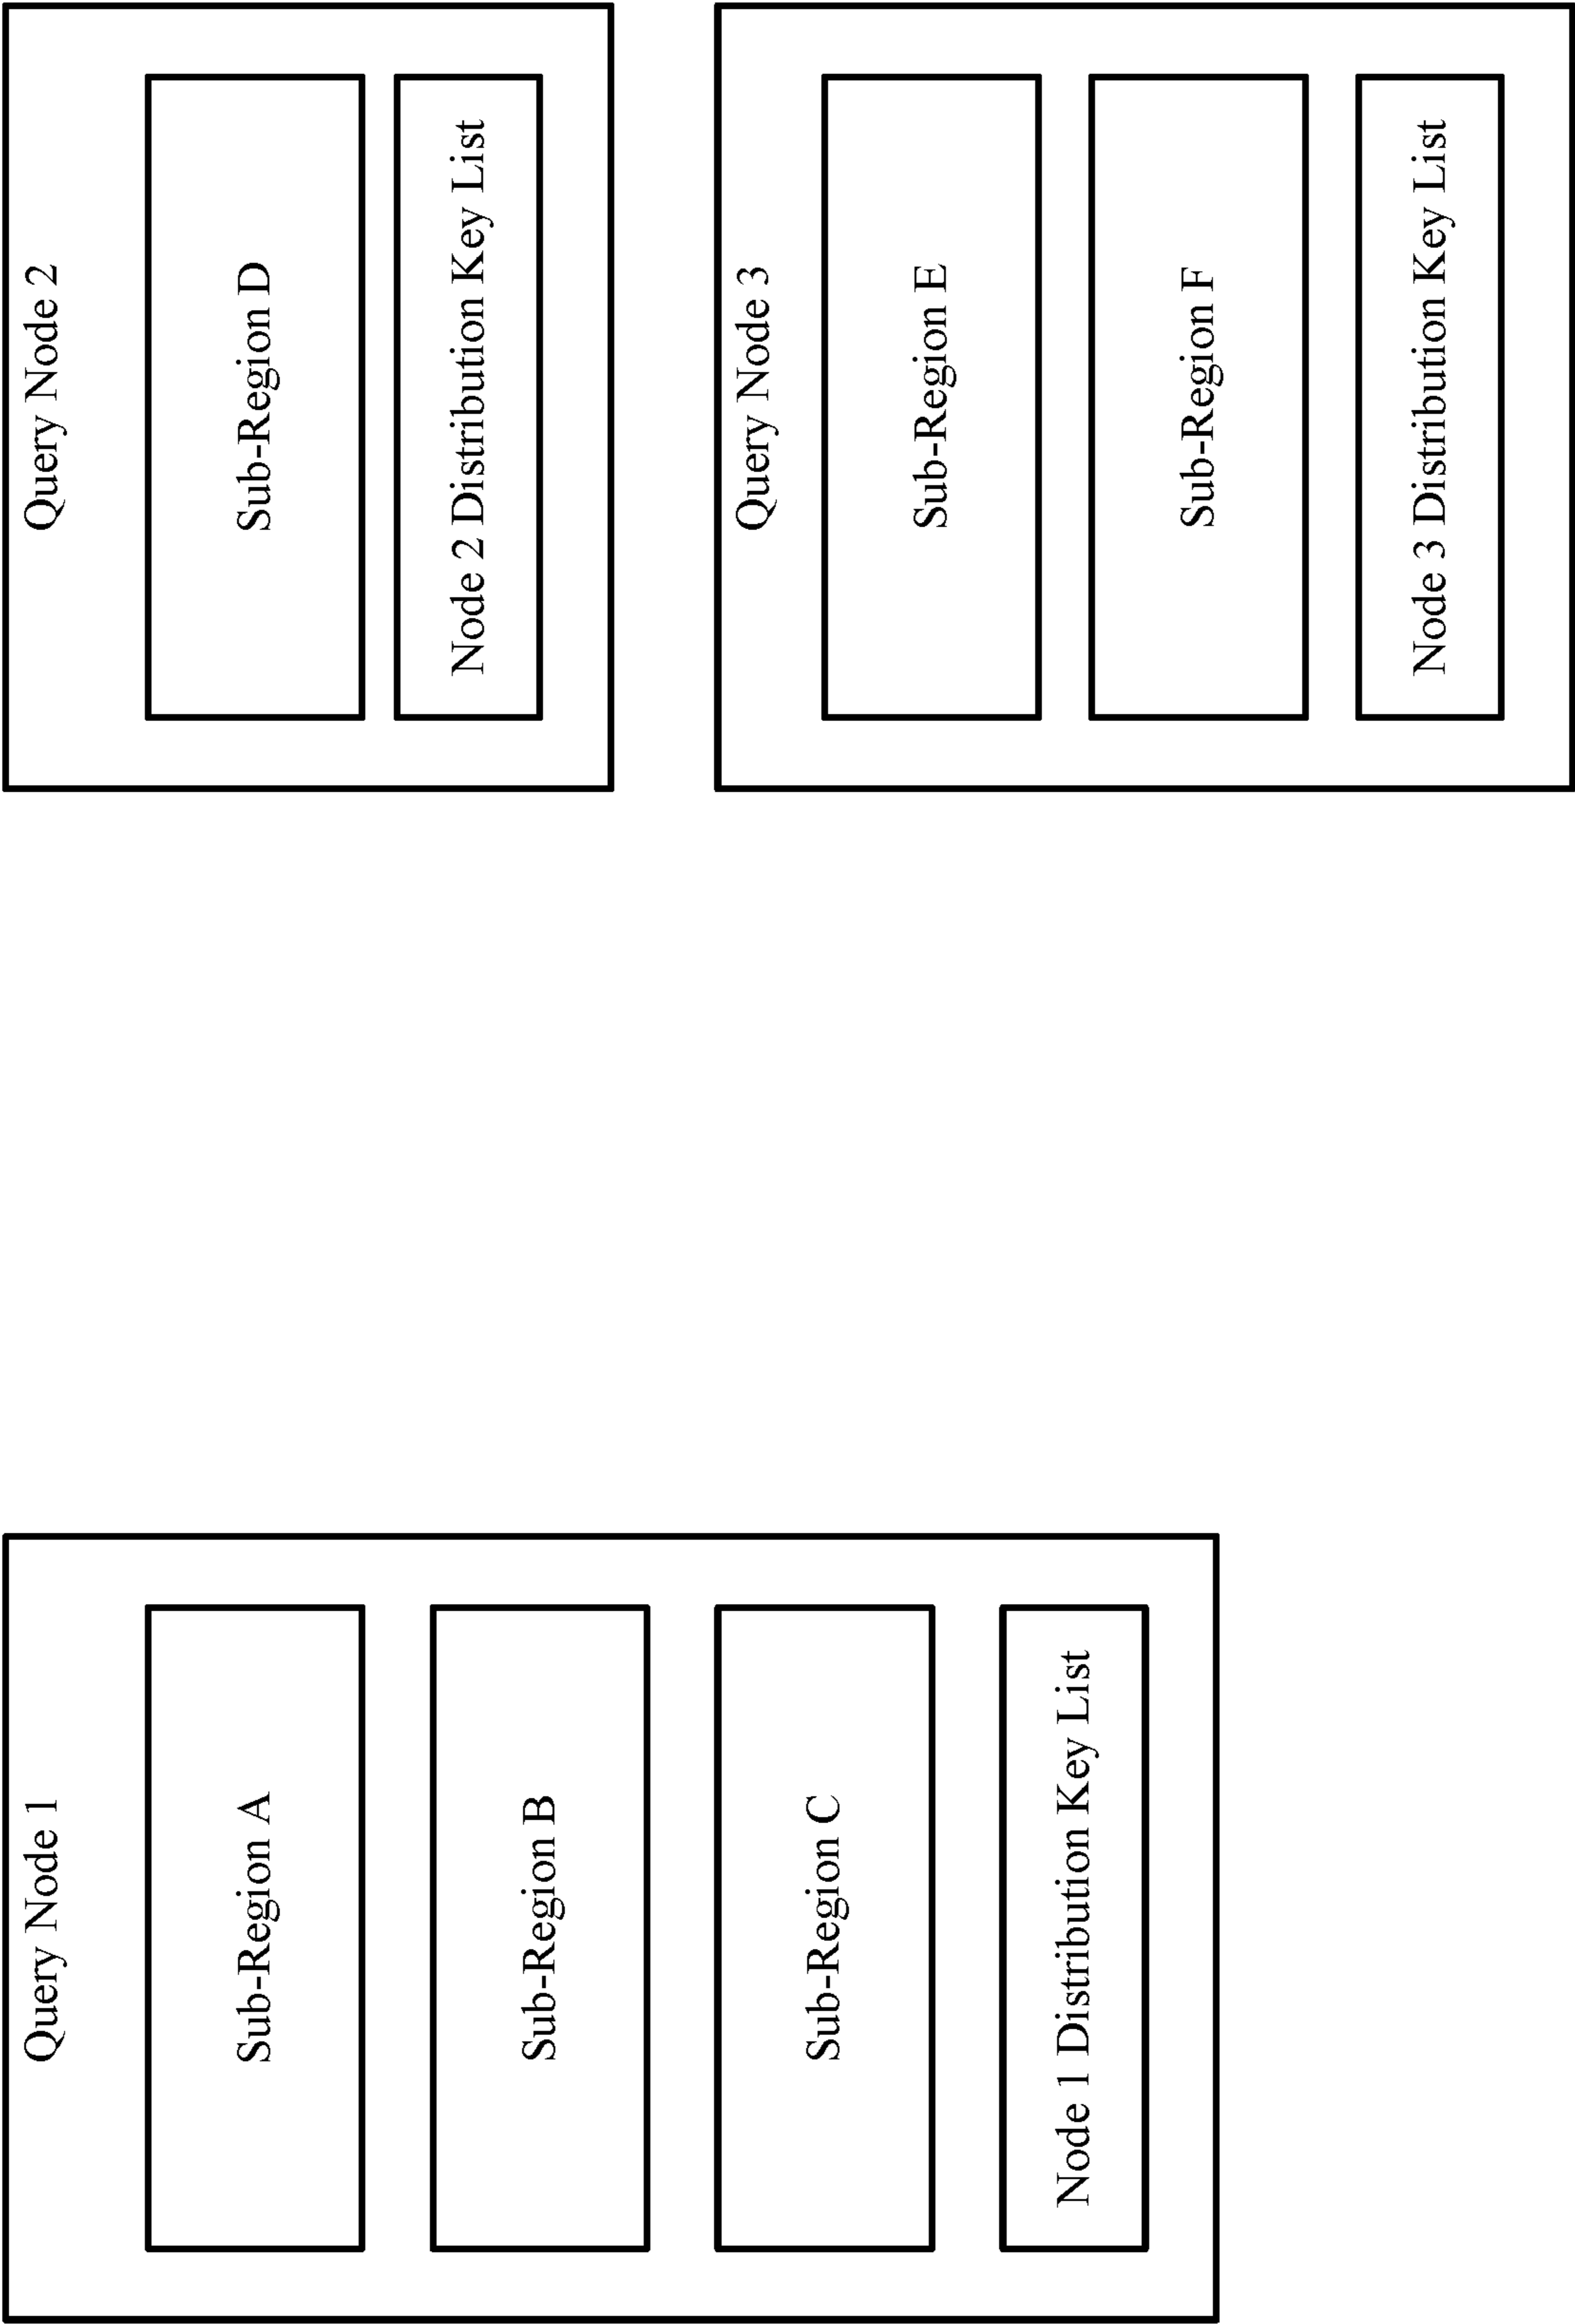 Query Node 1
Sub-Region A
Sub-Region B
Sub-Region C
Node 1 Distribution Key List
Query Node 2
Sub-Region D
Node 2 Distribution Key List
Query Node 3
Sub-Region E
Sub-Region F
Node 3 Distribution Key List